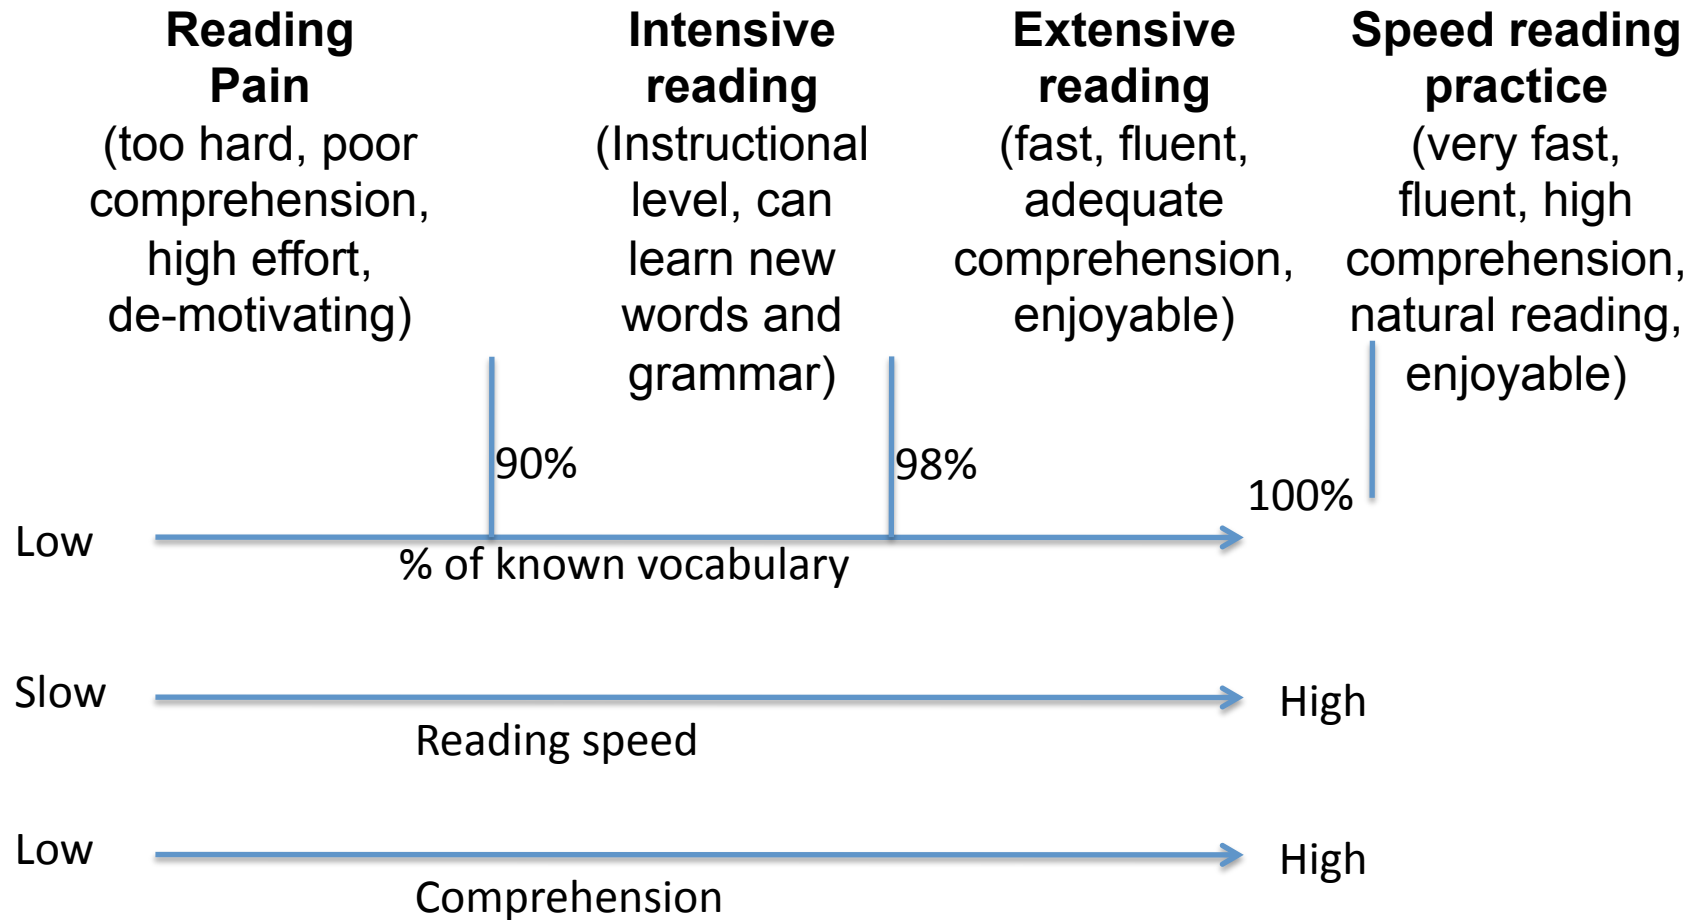 Reading
Pain
(too hard, poor
comprehension,
high effort,
de-motivating)
Intensive
reading
(Instructional
level, can
learn new
words and
grammar)
Extensive
reading
(fast, fluent,
adequate
comprehension,
enjoyable)
Speed reading
practice
(very fast,
fluent, high
comprehension,
natural reading,
enjoyable)
90%
98%
100%
Low
% of known vocabulary
Slow
High
Reading speed
Low
High
Comprehension